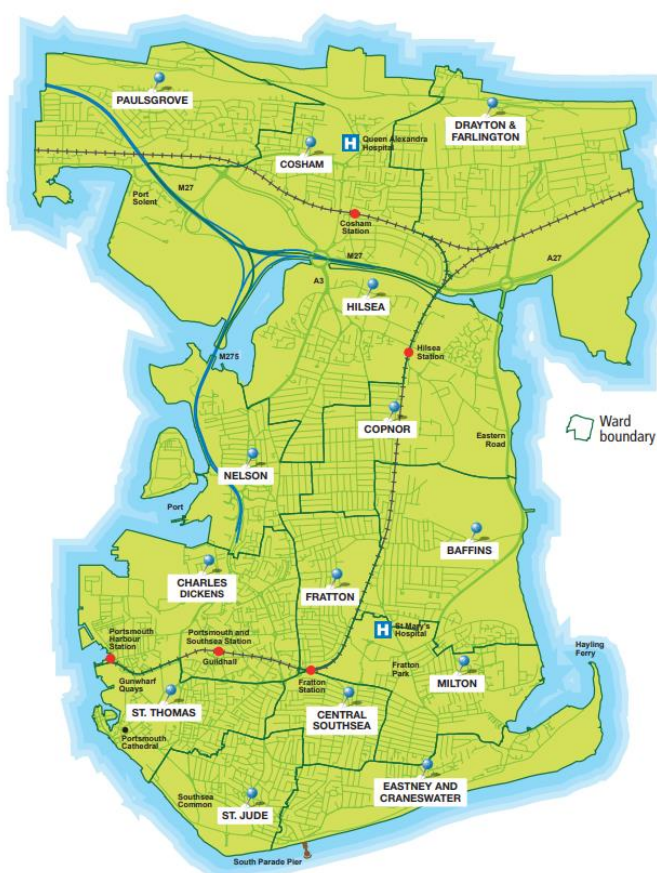 PAULSGROVE
DRAYTON &
FARLINGTON
COSHAM
H
Queen Alexandra
Hospital
M27
Port
Solent
Cosham
Station
M27
A27
A3
HILSEA
M275
Hilsea
Station
Ward
boundary
COPNOR
Eastern
Road
NELSON
Port
BAFFINS
CHARLES
DICKENS
FRATTON
H
St Mary's
Hospital
Portsmouth
Harbour
Station
Portsmouth and
Southsea Station
Guildhall
Hayling
Ferry
Fratton
Park
MILTON
Gunwharf
Quays
Fratton
Station
ST. THOMAS
CENTRAL
SOUTHSEA
Portsmouth
Cathedral
EASTNEY AND
CRANESWATER
Southsea
Common
ST. JUDE
South Parade Pier